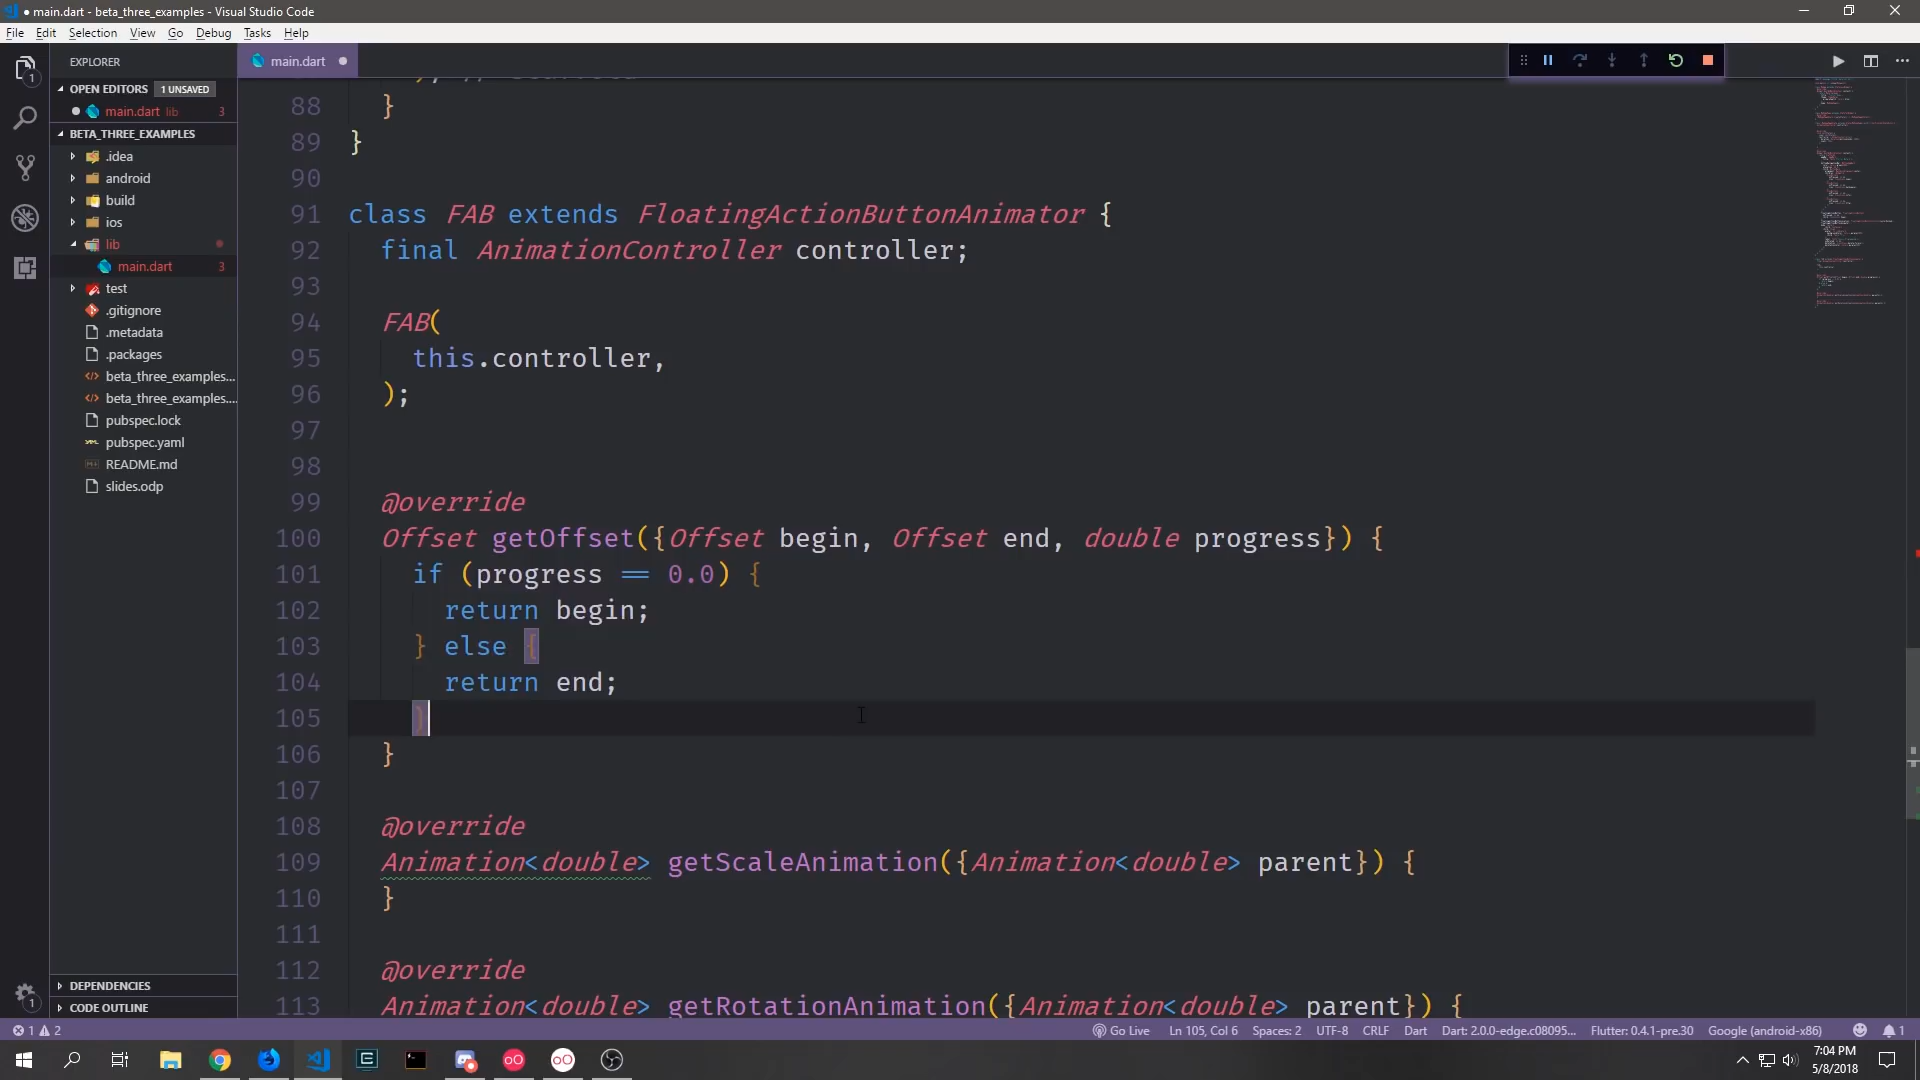 main.dart - beta_three_examples - Visual Studio Code
File Edit Selection View Go Debug Tasks Help
EXPLORER
main.dart
OPEN EDITORS 1 UNSAVED
main.dart lib 3
BETA_THREE_EXAMPLES
.idea
android
build
ios
lib
main.dart 3
test
.gitignore
.metadata
.packages
beta_three_examples...
beta_three_examples....
pubspec.lock
pubspec.yaml
README.md
slides.odp
DEPENDENCIES
CODE OUTLINE
88 }
89 }
90
91 class FAB extends FloatingActionButtonAnimator {
92 final AnimationController controller;
93
94 FAB(
95 this.controller,
96 );
97
98
99 @override
100 Offset getOffset({Offset begin, Offset end, double progress}) {
101 if (progress == 0.0) {
102 return begin;
103 } else {
104 return end;
105 }
106 }
107
108 @override
109 Animation<double> getScaleAnimation({Animation<double> parent}) {
110 }
111
112 @override
113 Animation<double> getRotationAnimation({Animation<double> parent}) {
1 2 Go Live Ln 105, Col 6 Spaces: 2 UTF-8 CRLF Dart Dart: 2.0.0-edge.c08095... Flutter: 0.4.1-pre.30 Google (android-x86) 1
7:04 PM
5/8/2018